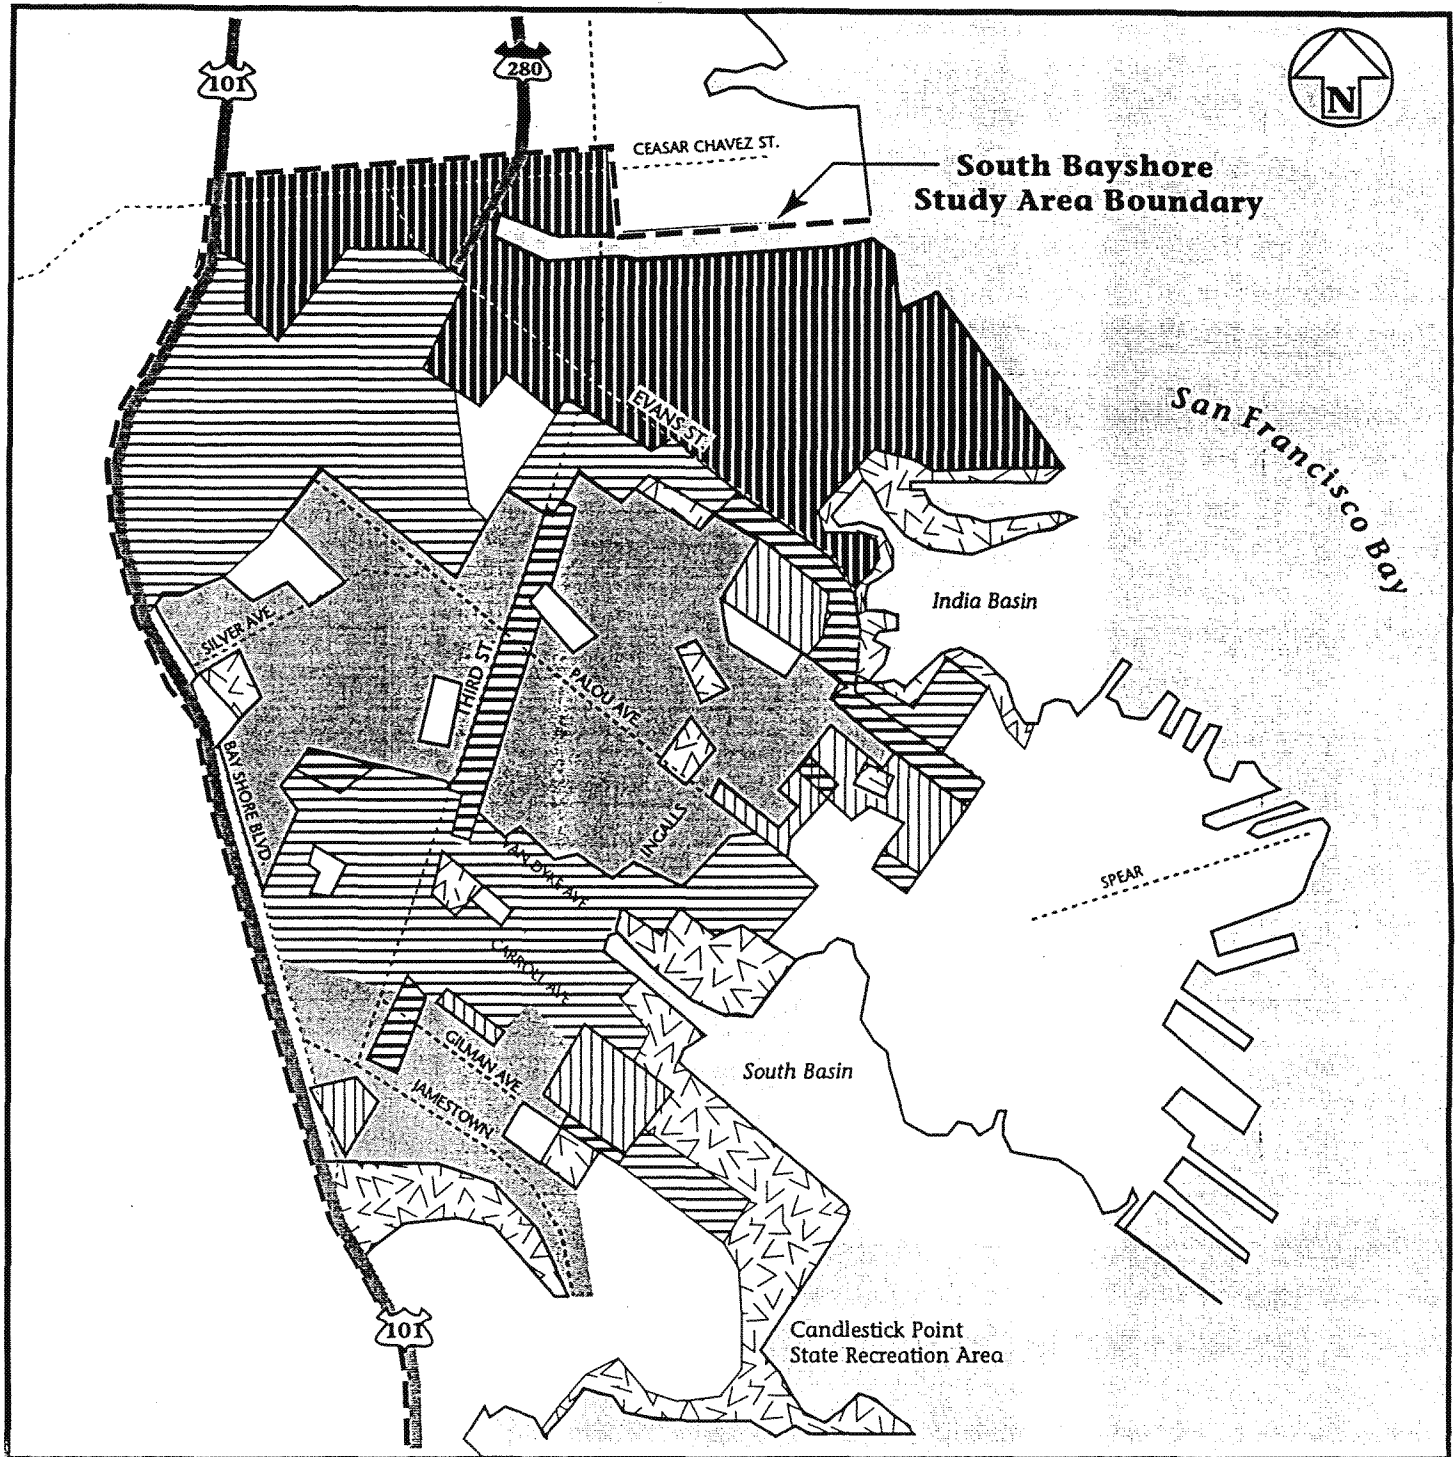 101
280
N
CEASAR CHAVEZ ST.
South Bayshore
Study Area Boundary
EVANS ST.
San Francisco Bay
India Basin
SILVER AVE.
THIRD ST.
PALOU AVE.
BAY SHORE BLVD.
INGALLS
VAN DYKE AVE
SPEAR
CARROLL AVE
South Basin
GILMAN AVE
JAMESTOWN
101
Candlestick Point
State Recreation Area